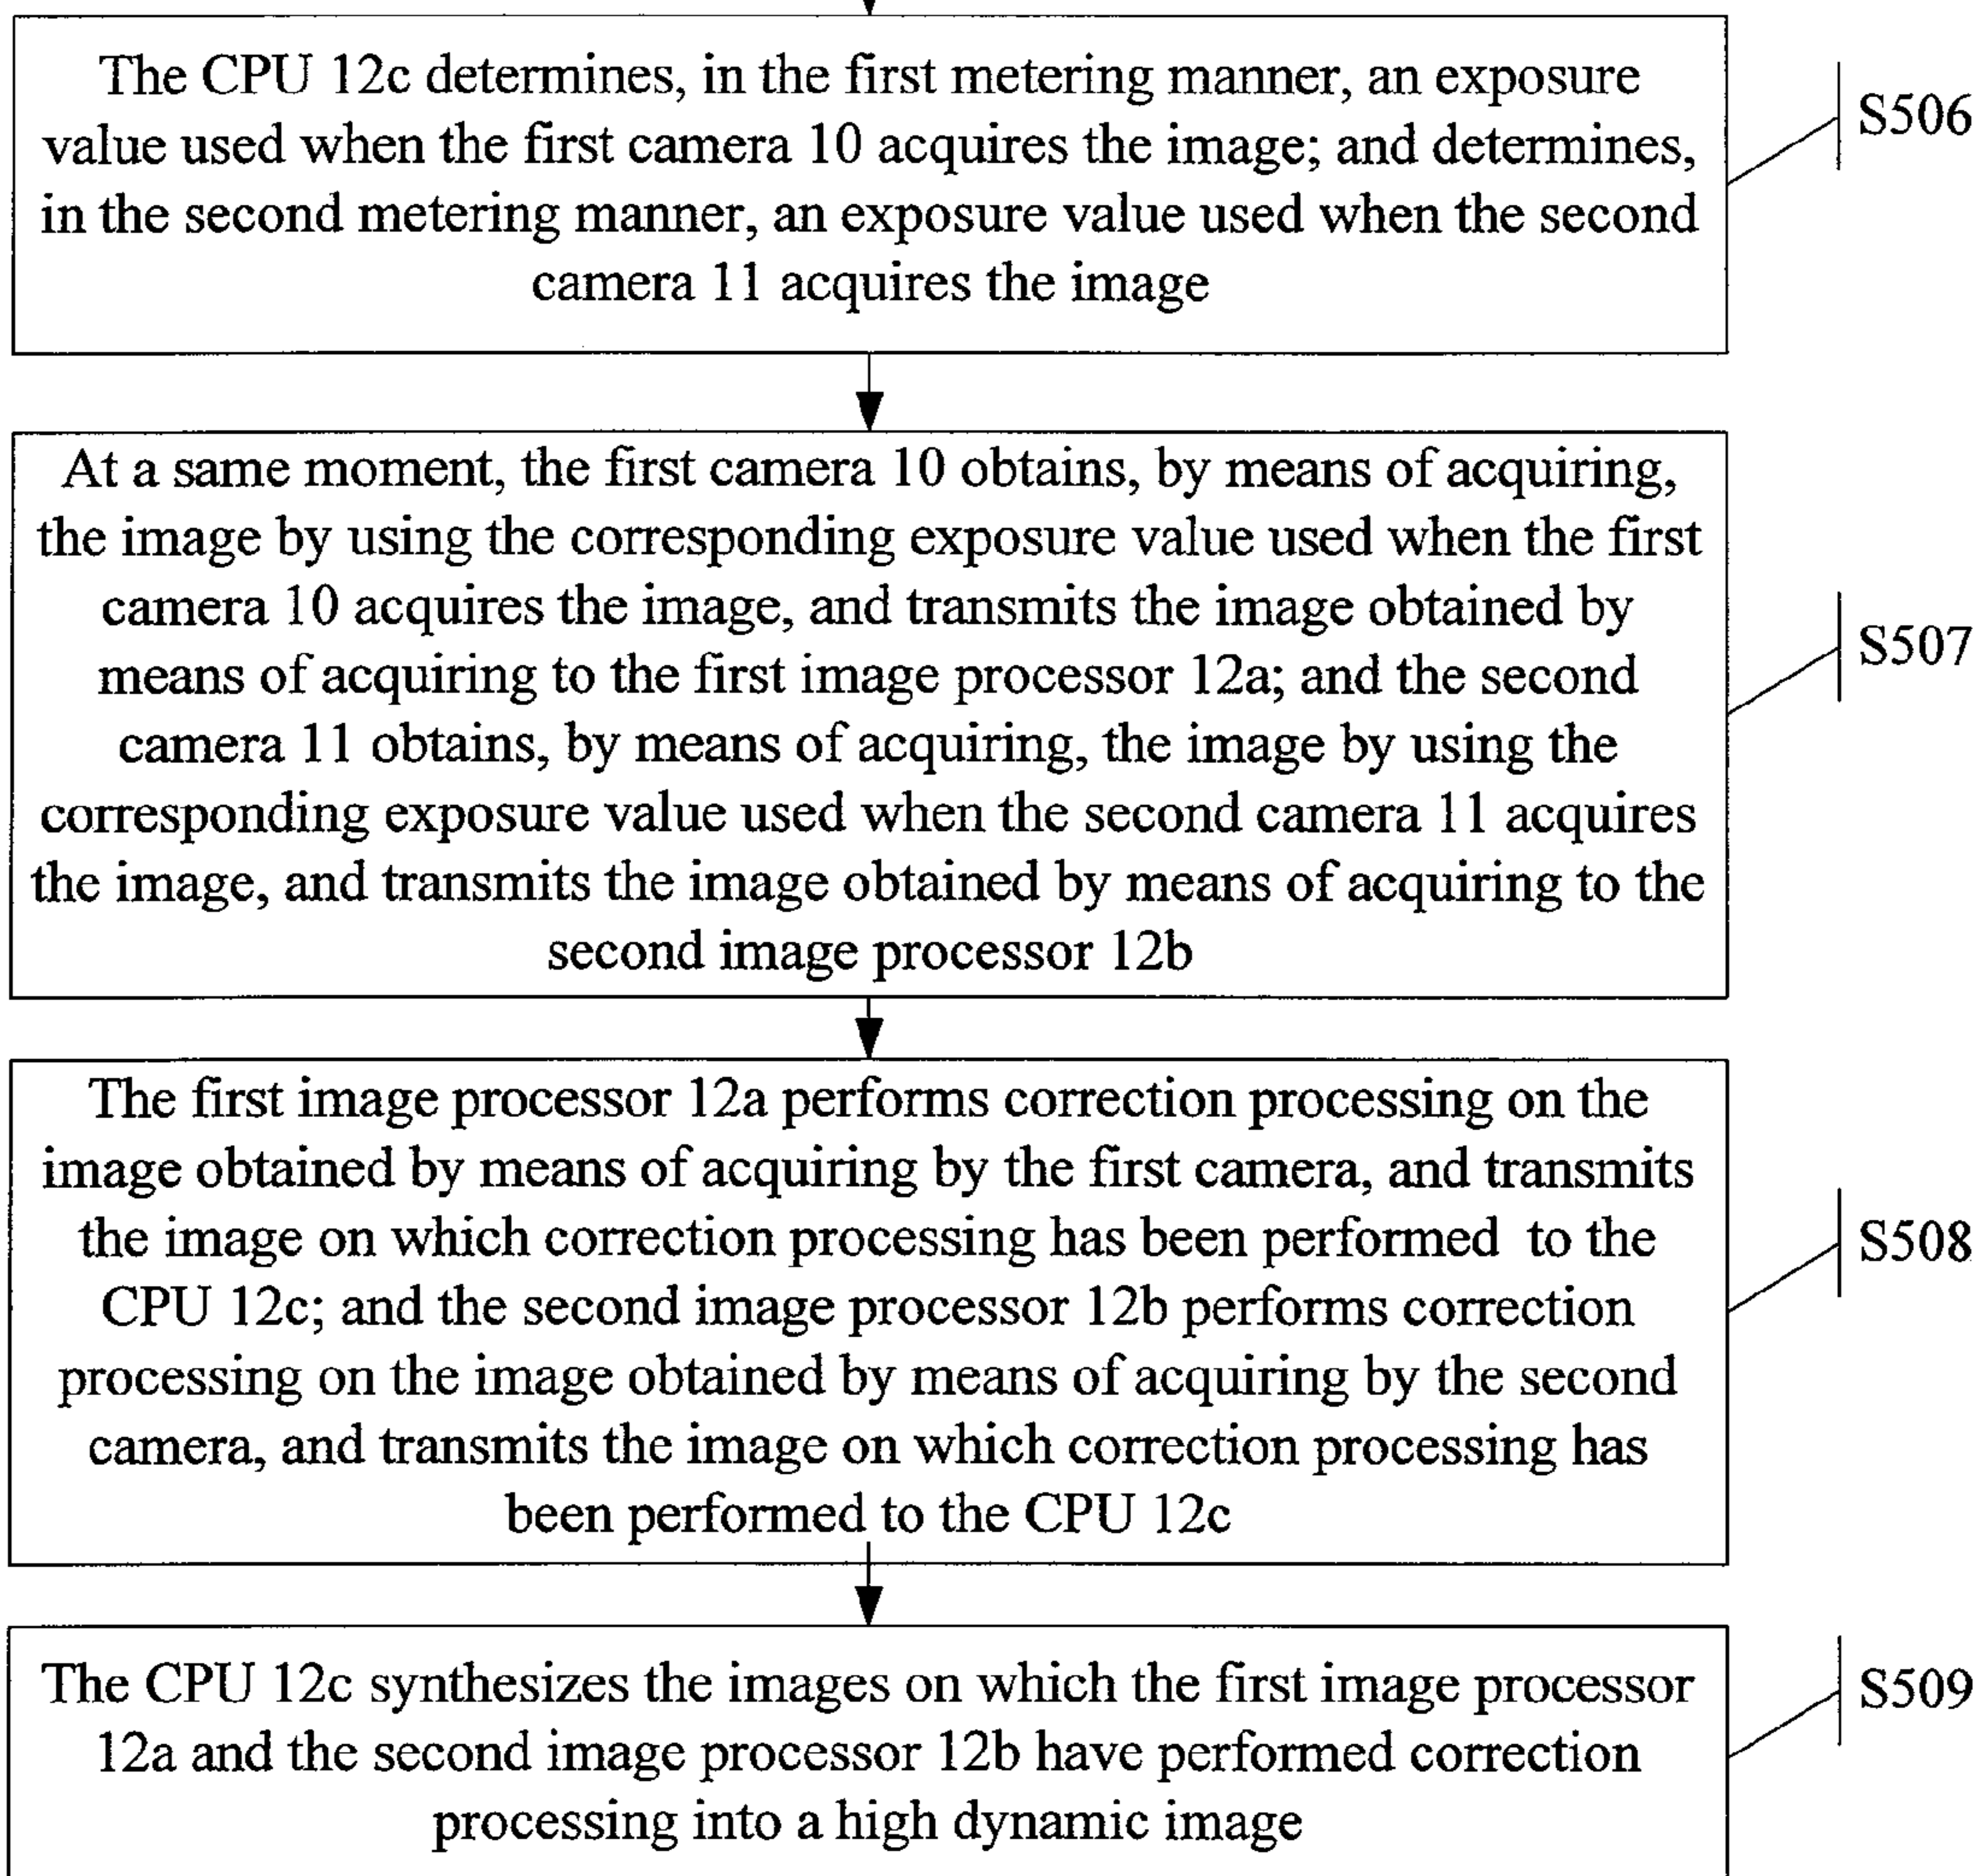 The CPU 12c determines, in the first metering manner, an exposure
value used when the first camera 10 acquires the image; and determines,
in the second metering manner, an exposure value used when the second
camera 11 acquires the image
S506
At a same moment, the first camera 10 obtains, by means of acquiring,
the image by using the corresponding exposure value used when the first
camera 10 acquires the image, and transmits the image obtained by
means of acquiring to the first image processor 12a; and the second
camera 11 obtains, by means of acquiring, the image by using the
corresponding exposure value used when the second camera 11 acquires
the image, and transmits the image obtained by means of acquiring to the
second image processor 12b
S507
The first image processor 12a performs correction processing on the
image obtained by means of acquiring by the first camera, and transmits
the image on which correction processing has been performed to the
CPU 12c; and the second image processor 12b performs correction
processing on the image obtained by means of acquiring by the second
camera, and transmits the image on which correction processing has
been performed to the CPU 12c
S508
The CPU 12c synthesizes the images on which the first image processor
12a and the second image processor 12b have performed correction
processing into a high dynamic image
S509